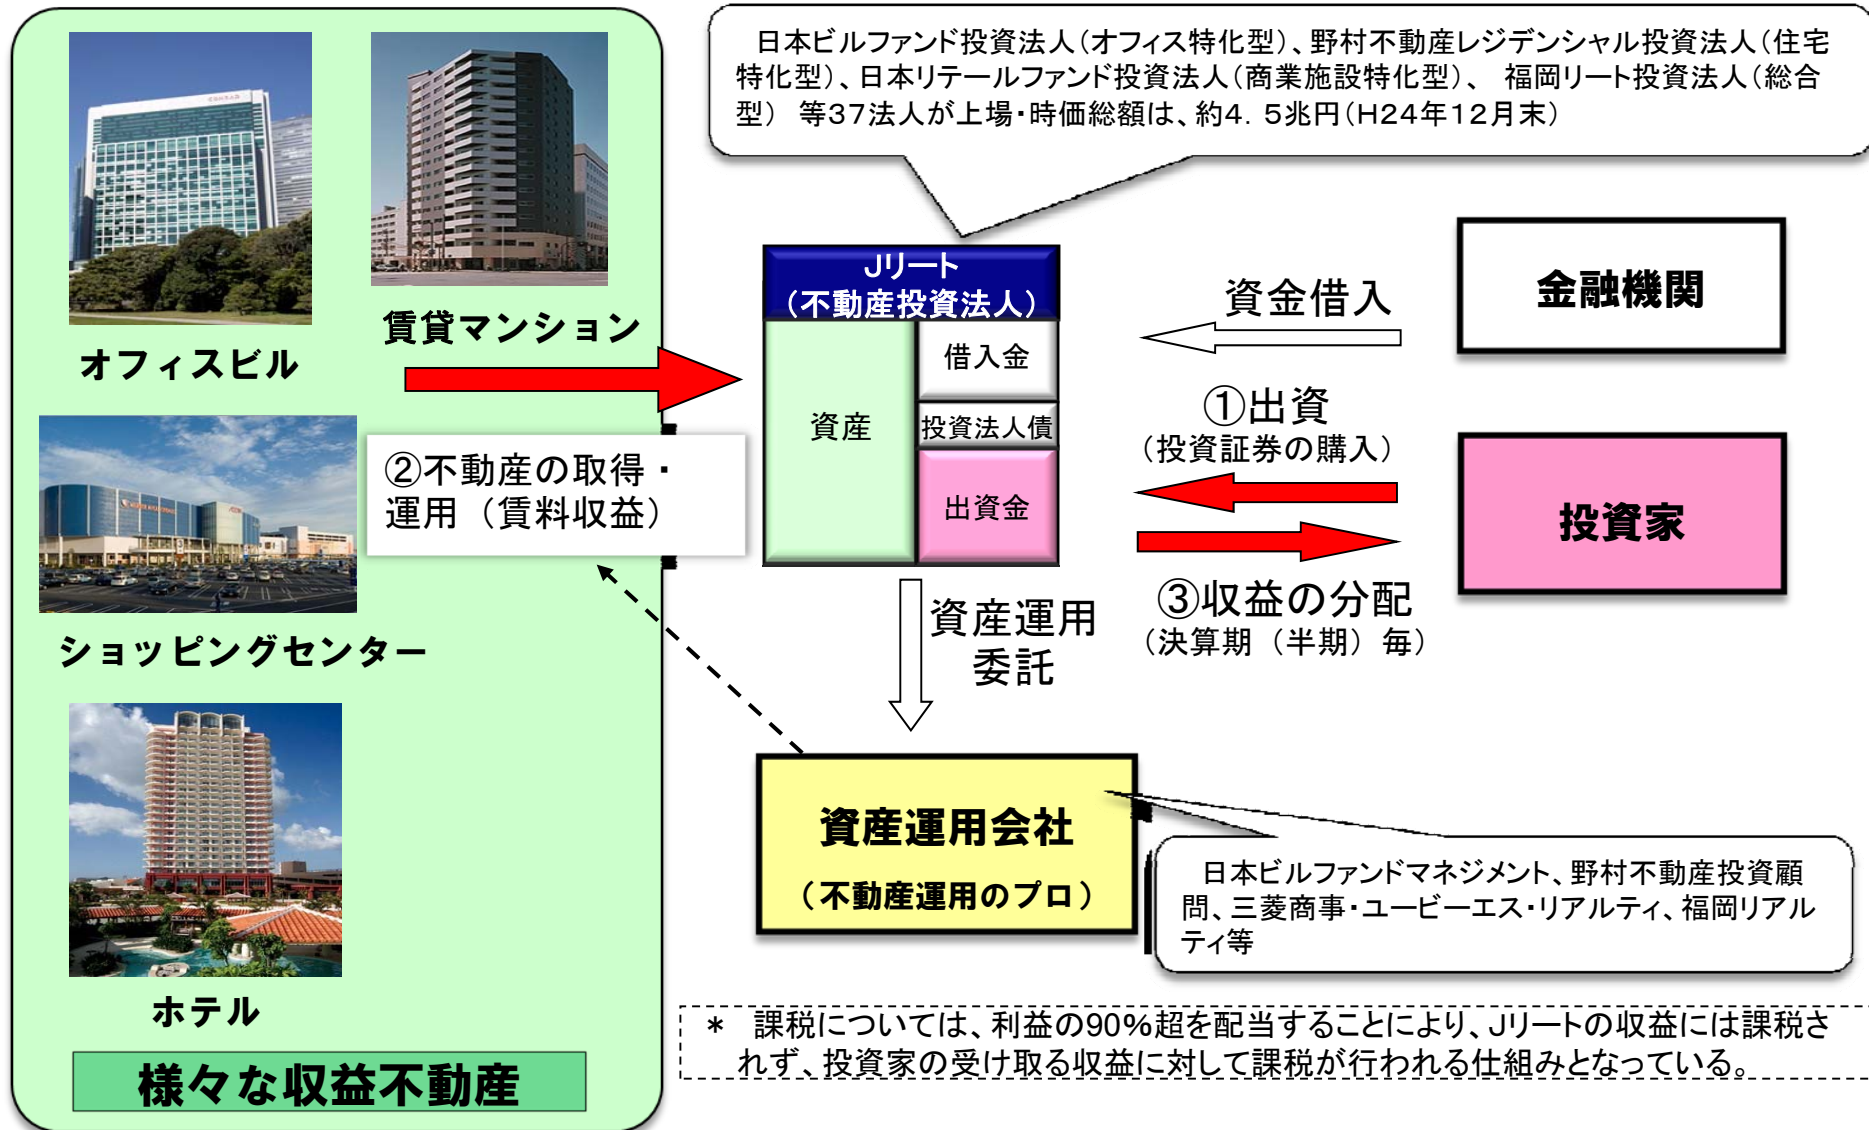 日本ビルファンド投資法人（オフィス特化型）、野村不動産レジデンシャル投資法人（住宅
特化型）、日本リテールファンド投資法人（商業施設特化型）、　福岡リート投資法人（総合
型）　等３７法人が上場・時価総額は、約４．５兆円（H２４年１２月末）
オフィスビル
賃貸マンション
ショッピングセンター
ホテル
様々な収益不動産
②不動産の取得・
運用（賃料収益）
Jリート
（不動産投資法人）
資産
借入金
投資法人債
出資金
資金借入
金融機関
①出資
（投資証券の購入）
投資家
③収益の分配
（決算期（半期）毎）
資産運用
委託
資産運用会社
（不動産運用のプロ）
日本ビルファンドマネジメント、野村不動産投資顧
問、三菱商事・ユービーエス・リアルティ、福岡リアル
ティ等
＊　課税については、利益の90％超を配当することにより、Jリートの収益には課税さ
れず、投資家の受け取る収益に対して課税が行われる仕組みとなっている。